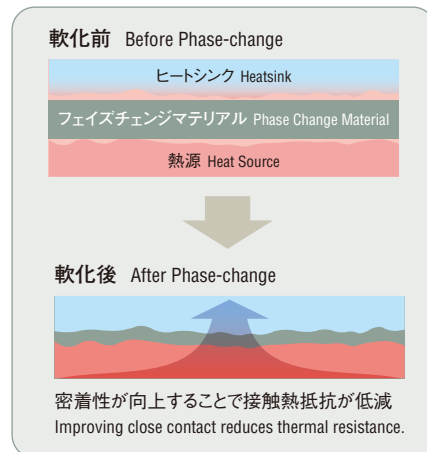 軟化前 Before Phase-change
ヒートシンク Heatsink
フェイズチェンジマテリアル Phase Change Material
熱源 Heat Source
軟化後 After Phase-change
密着性が向上することで接触熱抵抗が低減
Improving close contact reduces thermal resistance.